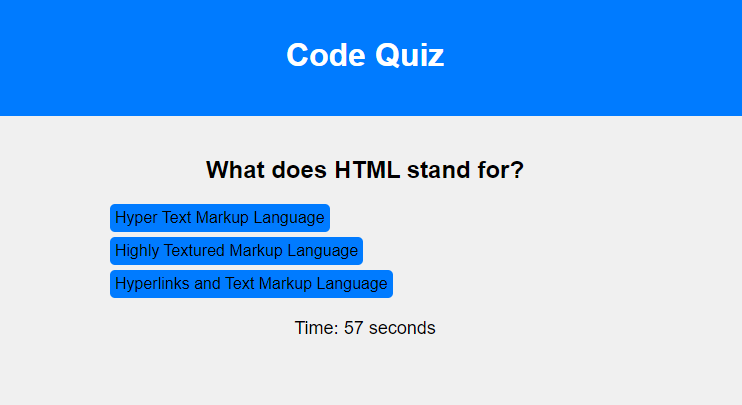 Code Quiz
What does HTML stand for?
Hyper Text Markup Language
Highly Textured Markup Language
Hyperlinks and Text Markup Language
Time: 57 seconds